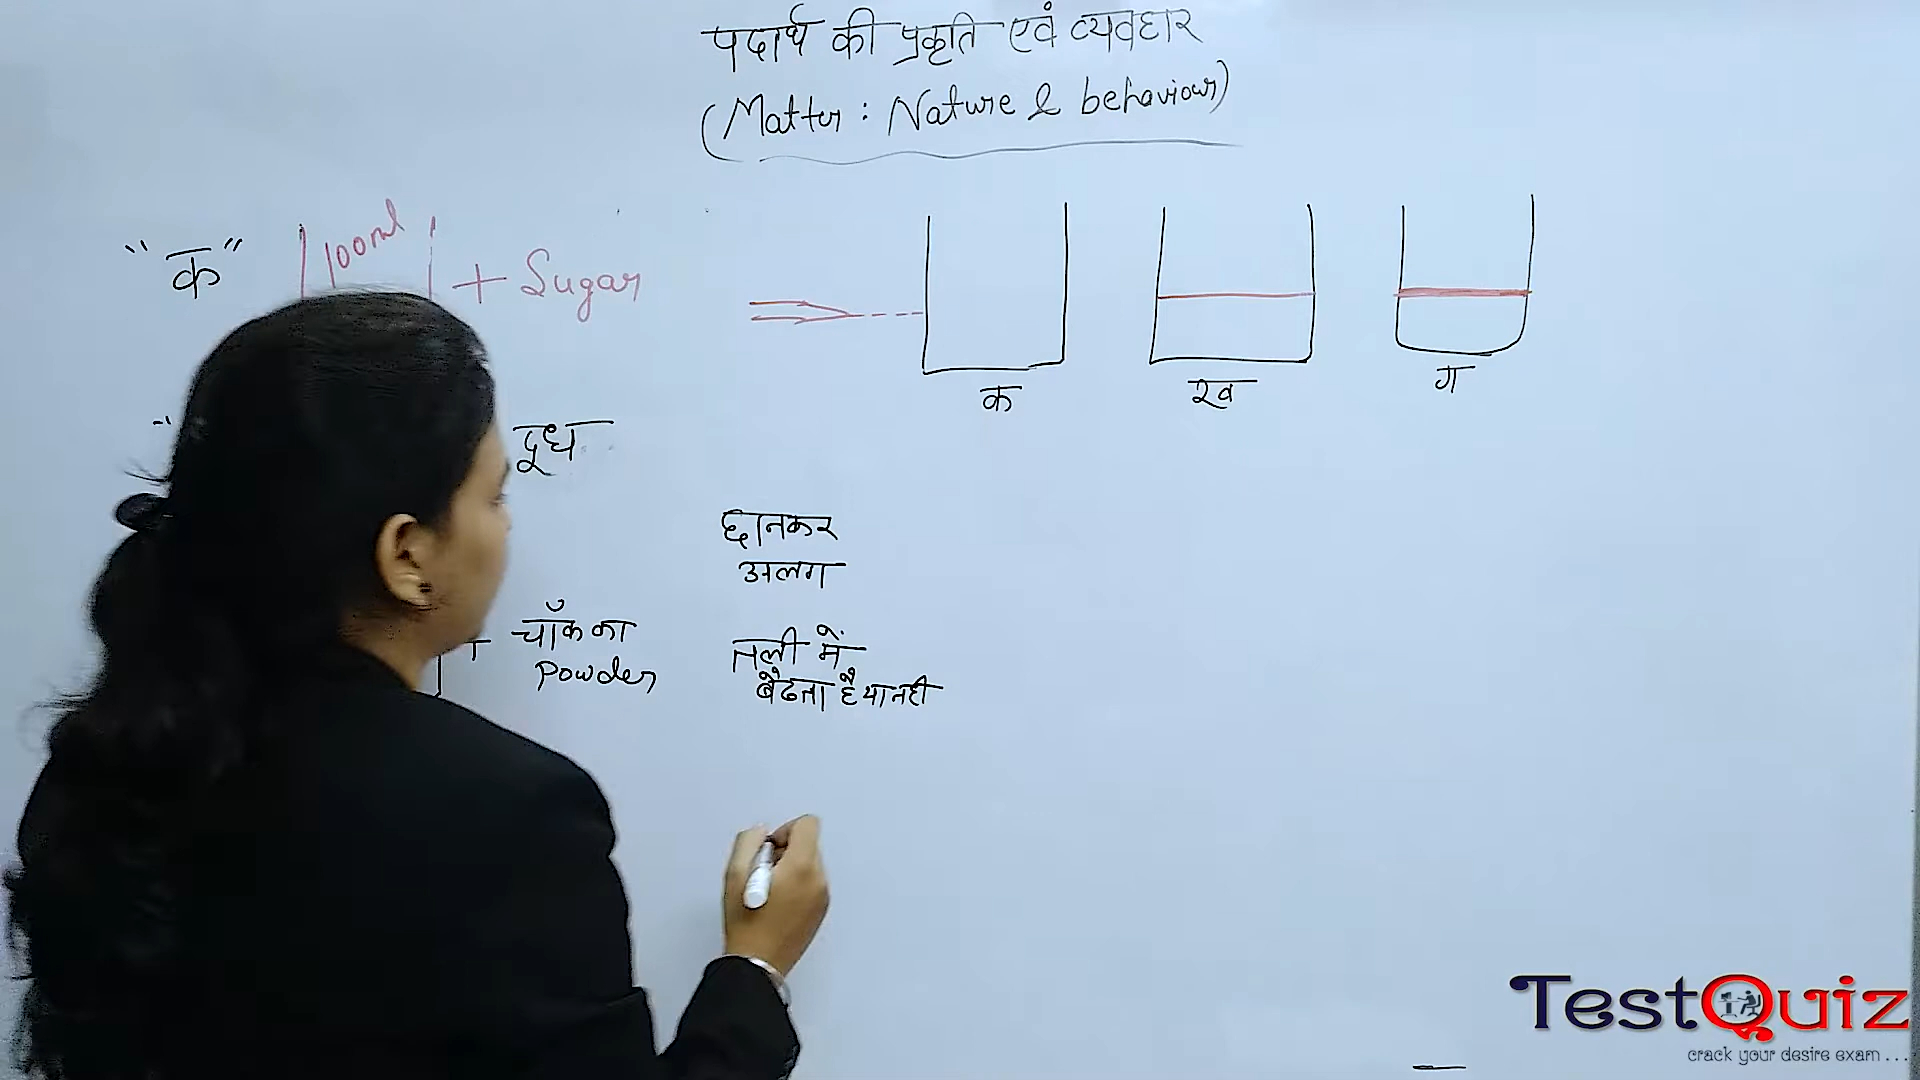 पदार्थ की प्रकृति एवं व्यवहार
(Matter : Nature & behaviour)
"क" 100ml + Sugar
क ख ग
दूध
छानकर
अलग
चॉक का
Powder
तली में
बैठता है या नही
TestQuiz
crack your desire exam . . .